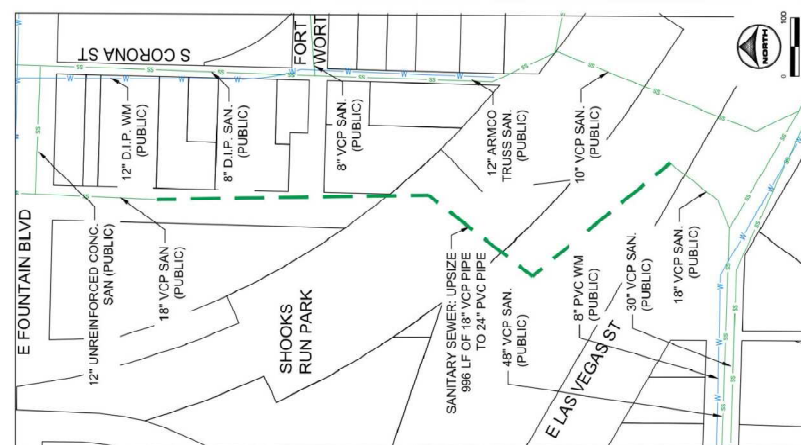 E FOUNTAIN BLVD
S CORONA ST
FORT
WORT
12" UNREINFORCED CONC.
SAN (PUBLIC)
18" VCP SAN
(PUBLIC)
12" D.I.P. WM
(PUBLIC)
8" D.I.P. SAN.
(PUBLIC)
8" VCP SAN.
(PUBLIC)
12" ARMCO
TRUSS SAN.
(PUBLIC)
10" VCP SAN.
(PUBLIC)
SHOOKS
RUN PARK
SANITARY SEWER: UPSIZE
996 LF OF 18" VCP PIPE
TO 24" PVC PIPE
48" VCP SAN.
(PUBLIC)
E LAS VEGAS ST
8" PVC WM
(PUBLIC)
30" VCP SAN.
(PUBLIC)
18" VCP SAN.
(PUBLIC)
NORTH
0
100